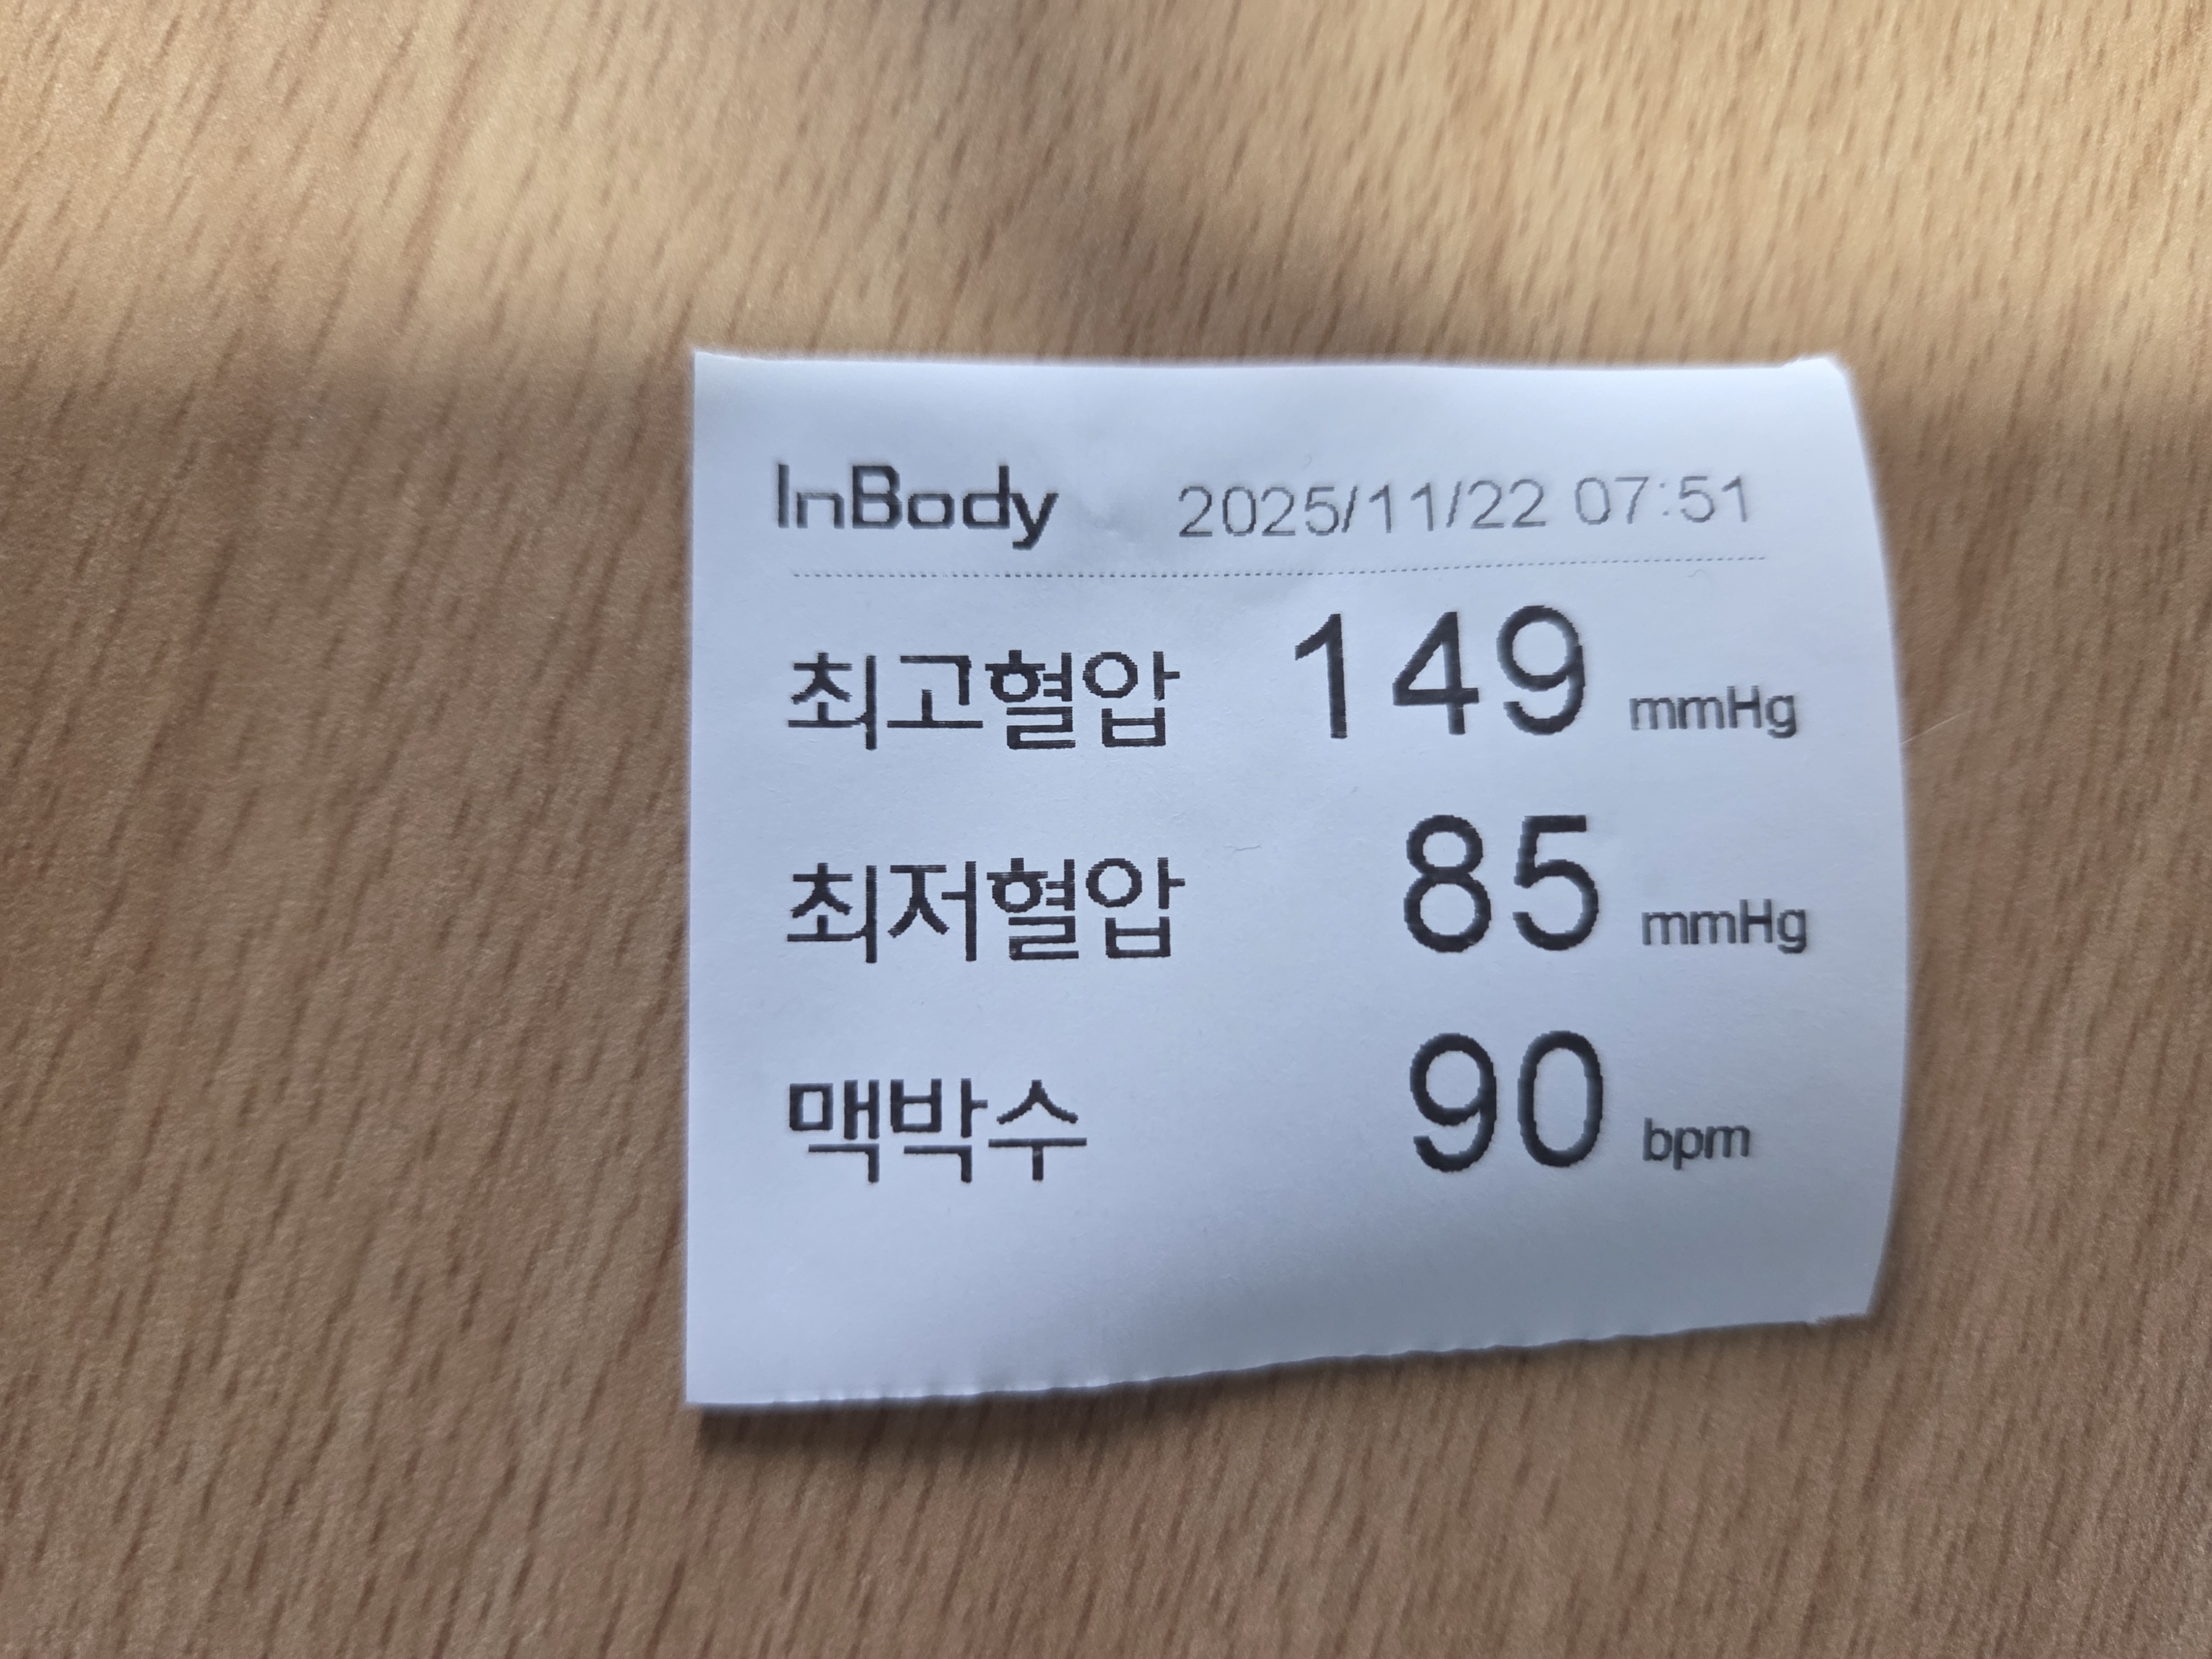 InBody 2025/11/22 07:51
최고혈압 149 mmHg
최저혈압 85 mmHg
맥박수 90 bpm